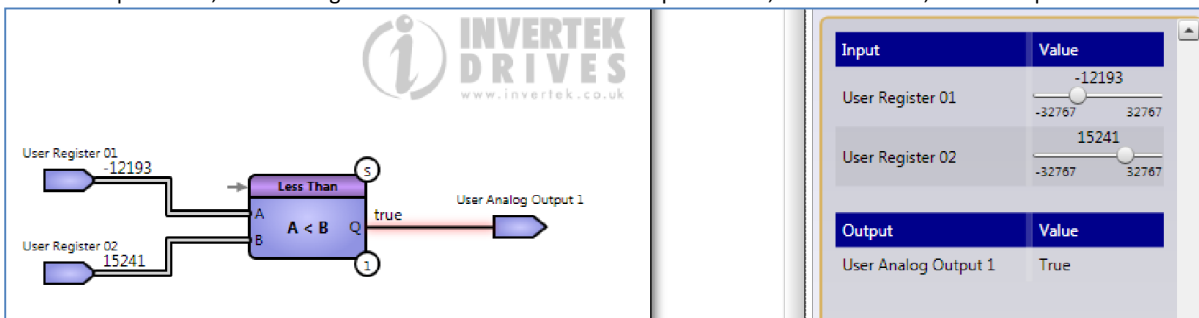 INVERTEK
DRIVES
www.invertek.co.uk
User Register 01
-12193
User Register 02
15241
Less Than
S
A
B
A < B
Q
1
true
User Analog Output 1
Input Value
User Register 01 -12193
-32767 32767
User Register 02 15241
-32767 32767
Output Value
User Analog Output 1 True